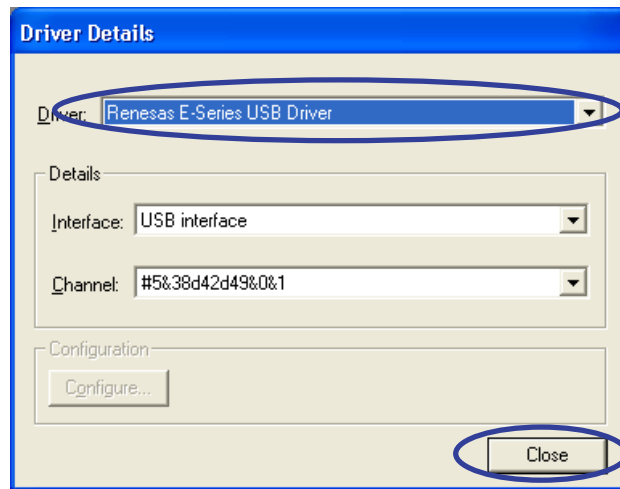 Driver Details
Driver: Renesas E-Series USB Driver
Details
Interface: USB interface
Channel: #5&38d42d49&0&1
Configuration
Configure...
Close